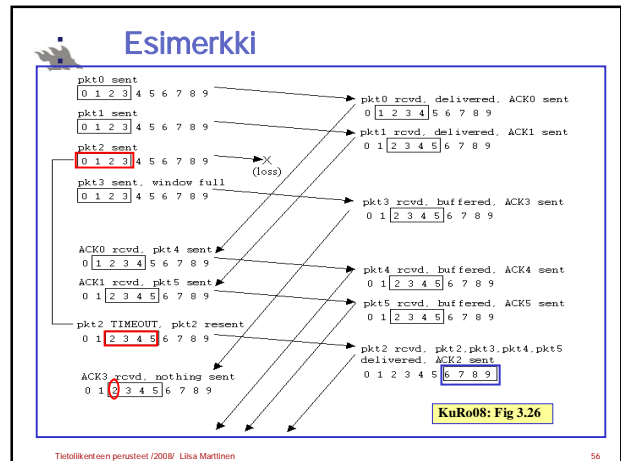 Esimerkki
pkt0 sent
0 1 2 3 4 5 6 7 8 9
pkt1 sent
0 1 2 3 4 5 6 7 8 9
pkt2 sent
0 1 2 3 4 5 6 7 8 9
(loss)
pkt3 sent, window full
0 1 2 3 4 5 6 7 8 9
ACK0 rcvd, pkt4 sent
0 1 2 3 4 5 6 7 8 9
ACK1 rcvd, pkt5 sent
0 1 2 3 4 5 6 7 8 9
pkt2 TIMEOUT, pkt2 resent
0 1 2 3 4 5 6 7 8 9
ACK3 rcvd, nothing sent
0 1 2 3 4 5 6 7 8 9
pkt0 rcvd, delivered, ACK0 sent
0 1 2 3 4 5 6 7 8 9
pkt1 rcvd, delivered, ACK1 sent
0 1 2 3 4 5 6 7 8 9
pkt3 rcvd, buffered, ACK3 sent
0 1 2 3 4 5 6 7 8 9
pkt4 rcvd, buffered, ACK4 sent
0 1 2 3 4 5 6 7 8 9
pkt5 rcvd, buffered, ACK5 sent
0 1 2 3 4 5 6 7 8 9
pkt2 rcvd, pkt2,pkt3,pkt4,pkt5
delivered, ACK2 sent
0 1 2 3 4 5 6 7 8 9
KuRo08: Fig 3.26
Tietoliikenteen perusteet /2008/ Liisa Marttinen
56